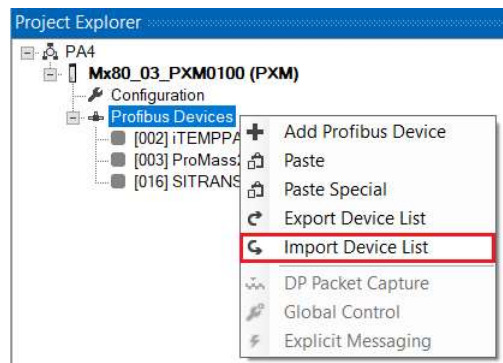 Project Explorer
PA4
Mx80_03_PXM0100 (PXM)
Configuration
Profibus Devices
[002] iTEMPPA
[003] ProMass
[016] SITRANS
Add Profibus Device
Paste
Paste Special
Export Device List
Import Device List
DP Packet Capture
Global Control
Explicit Messaging